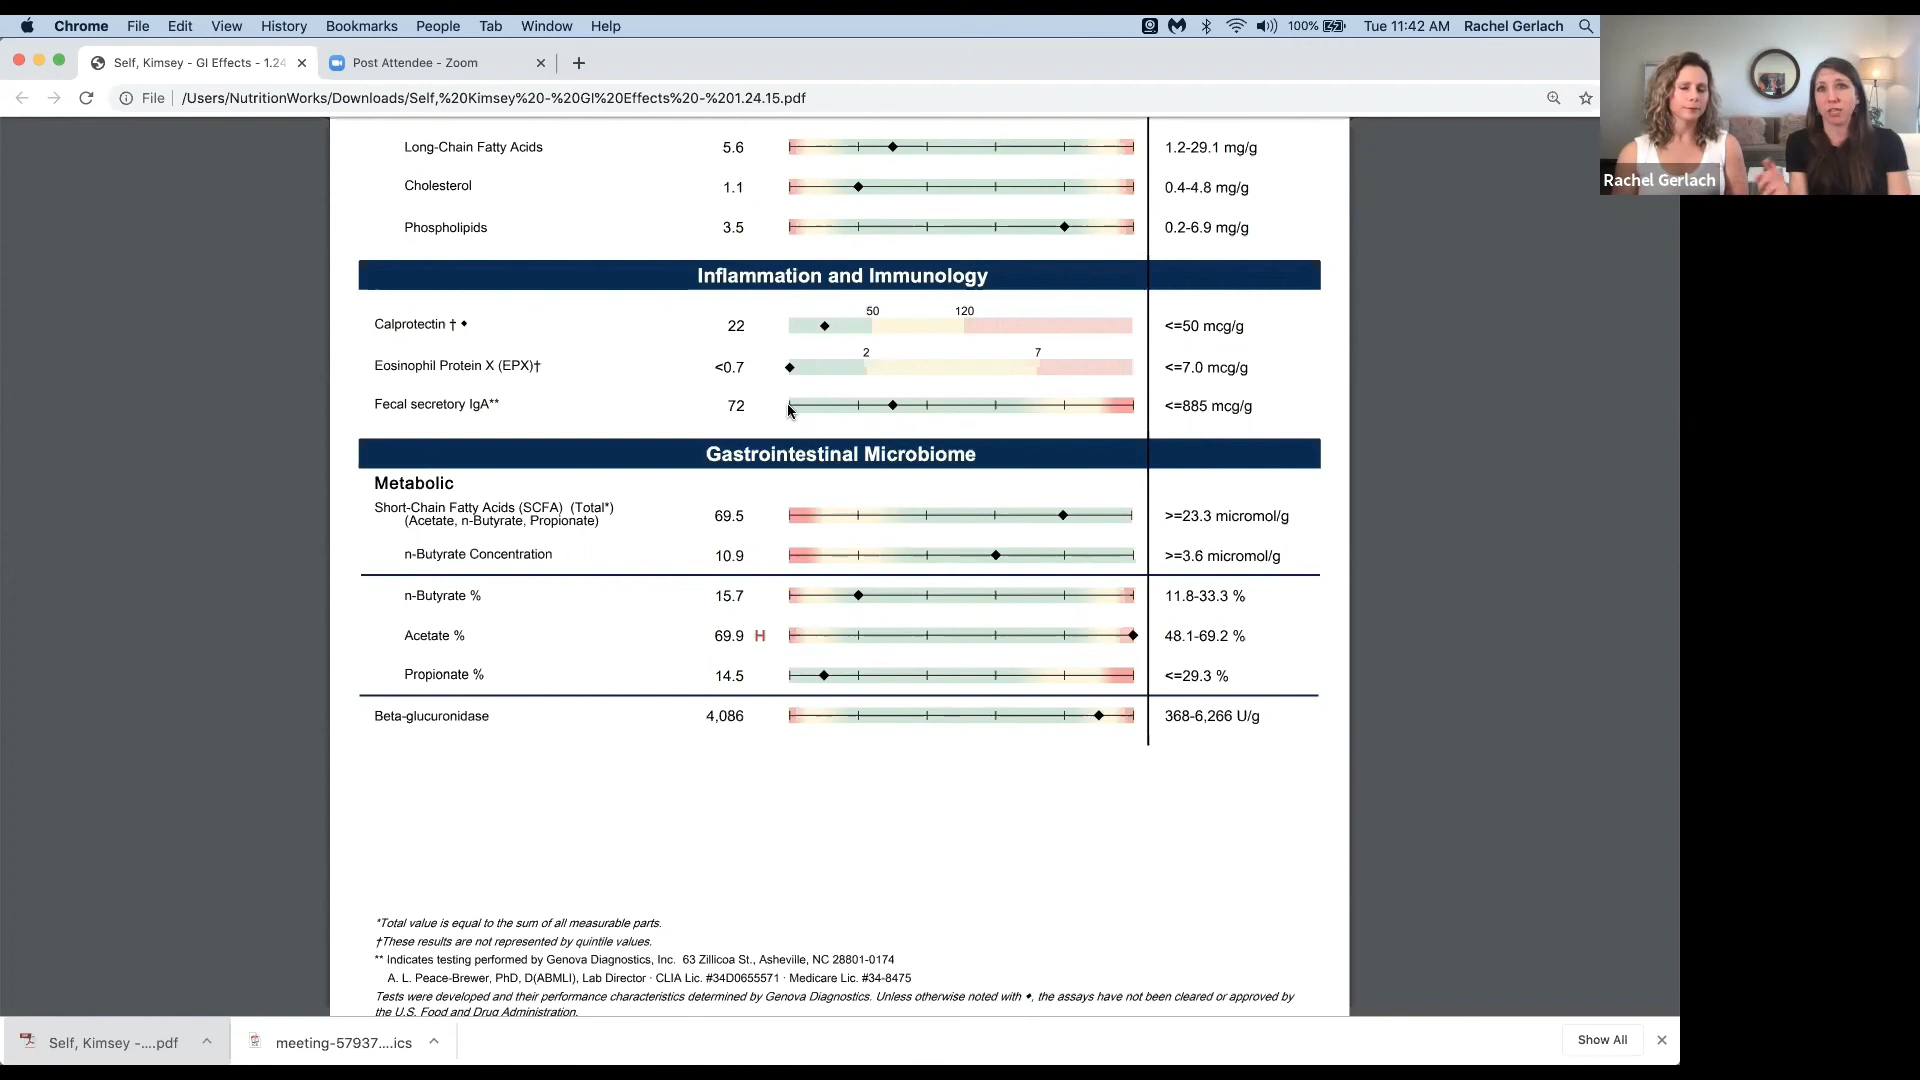 Chrome File Edit View History Bookmarks People Tab Window Help 100% Tue 11:42 AM Rachel Gerlach
Self, Kimsey - GI Effects - 1.24 Post Attendee - Zoom
File /Users/NutritionWorks/Downloads/Self,%20Kimsey%20-%20GI%20Effects%20-%201.24.15.pdf
Rachel Gerlach
Long-Chain Fatty Acids 5.6 1.2-29.1 mg/g
Cholesterol 1.1 0.4-4.8 mg/g
Phospholipids 3.5 0.2-6.9 mg/g
Inflammation and Immunology
50 120
Calprotectin † ♦ 22 <=50 mcg/g
2 7
Eosinophil Protein X (EPX)† <0.7 <=7.0 mcg/g
Fecal secretory IgA** 72 <=885 mcg/g
Gastrointestinal Microbiome
Metabolic
Short-Chain Fatty Acids (SCFA) (Total*)
(Acetate, n-Butyrate, Propionate) 69.5 >=23.3 micromol/g
n-Butyrate Concentration 10.9 >=3.6 micromol/g
n-Butyrate % 15.7 11.8-33.3 %
Acetate % 69.9 H 48.1-69.2 %
Propionate % 14.5 <=29.3 %
Beta-glucuronidase 4,086 368-6,266 U/g
*Total value is equal to the sum of all measurable parts.
†These results are not represented by quintile values.
** Indicates testing performed by Genova Diagnostics, Inc. 63 Zillicoa St., Asheville, NC 28801-0174
A. L. Peace-Brewer, PhD, D(ABMLI), Lab Director · CLIA Lic. #34D0655571 · Medicare Lic. #34-8475
Tests were developed and their performance characteristics determined by Genova Diagnostics. Unless otherwise noted with ♦, the assays have not been cleared or approved by
the U.S. Food and Drug Administration.
Self, Kimsey -....pdf meeting-57937....ics Show All